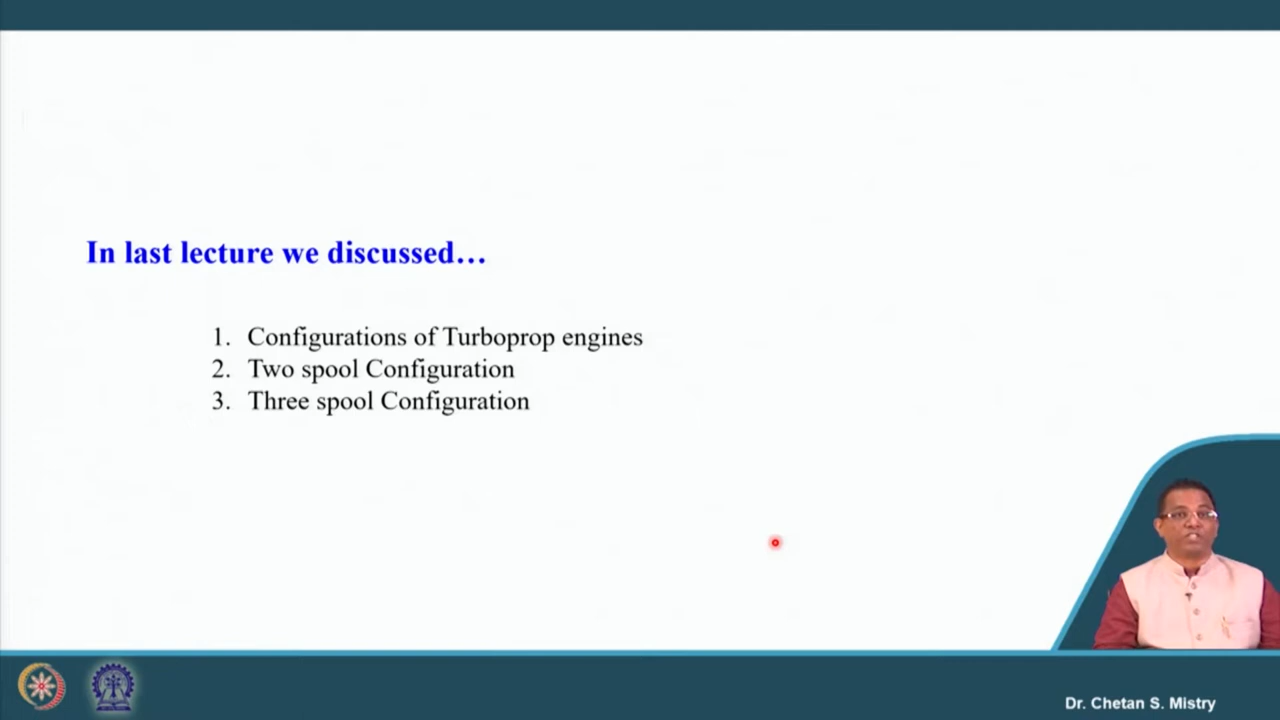 In last lecture we discussed…
1. Configurations of Turboprop engines
2. Two spool Configuration
3. Three spool Configuration
Dr. Chetan S. Mistry